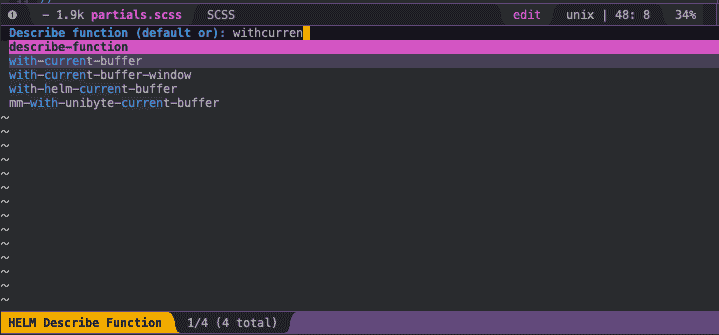 ❶ - 1.9k partials.scss SCSS edit unix | 48: 8 34%
Describe function (default or): withcurren
describe-function
with-current-buffer
with-current-buffer-window
with-helm-current-buffer
mm-with-unibyte-current-buffer
~
~
~
~
~
~
~
~
~
~
~
~
~
~
HELM Describe Function 1/4 (4 total)